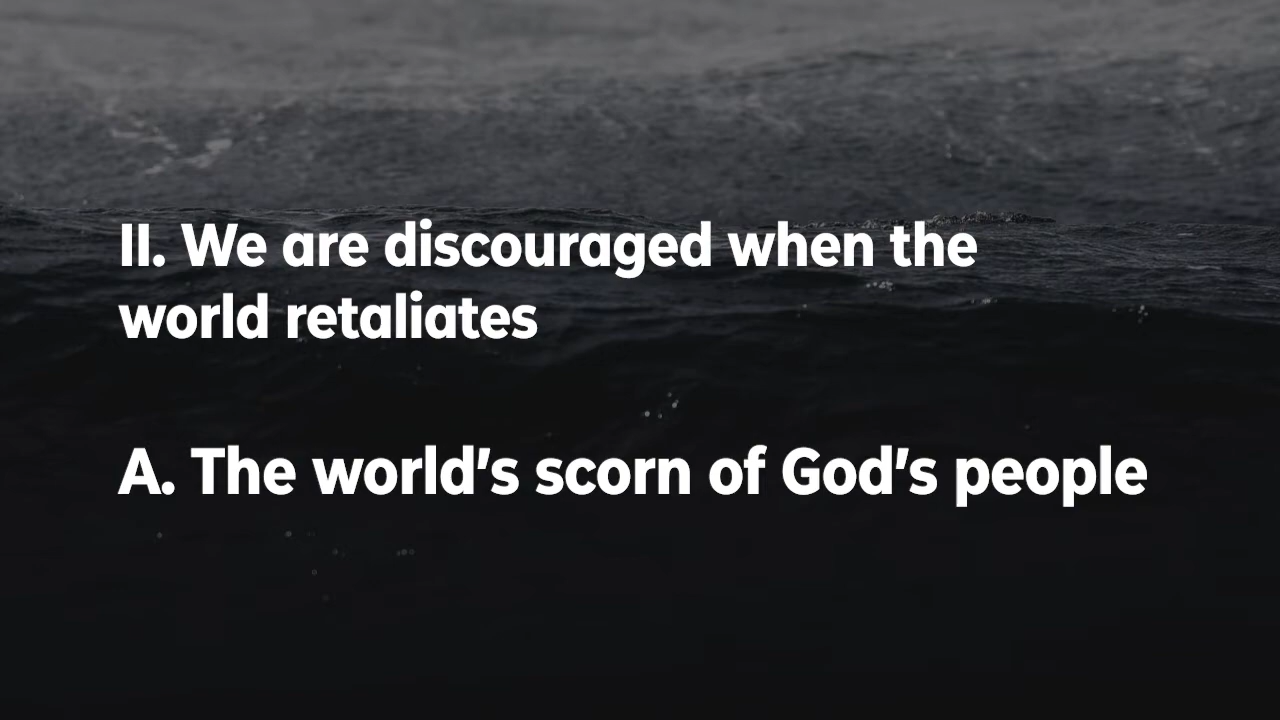 II. We are discouraged when the
world retaliates
A. The world's scorn of God's people